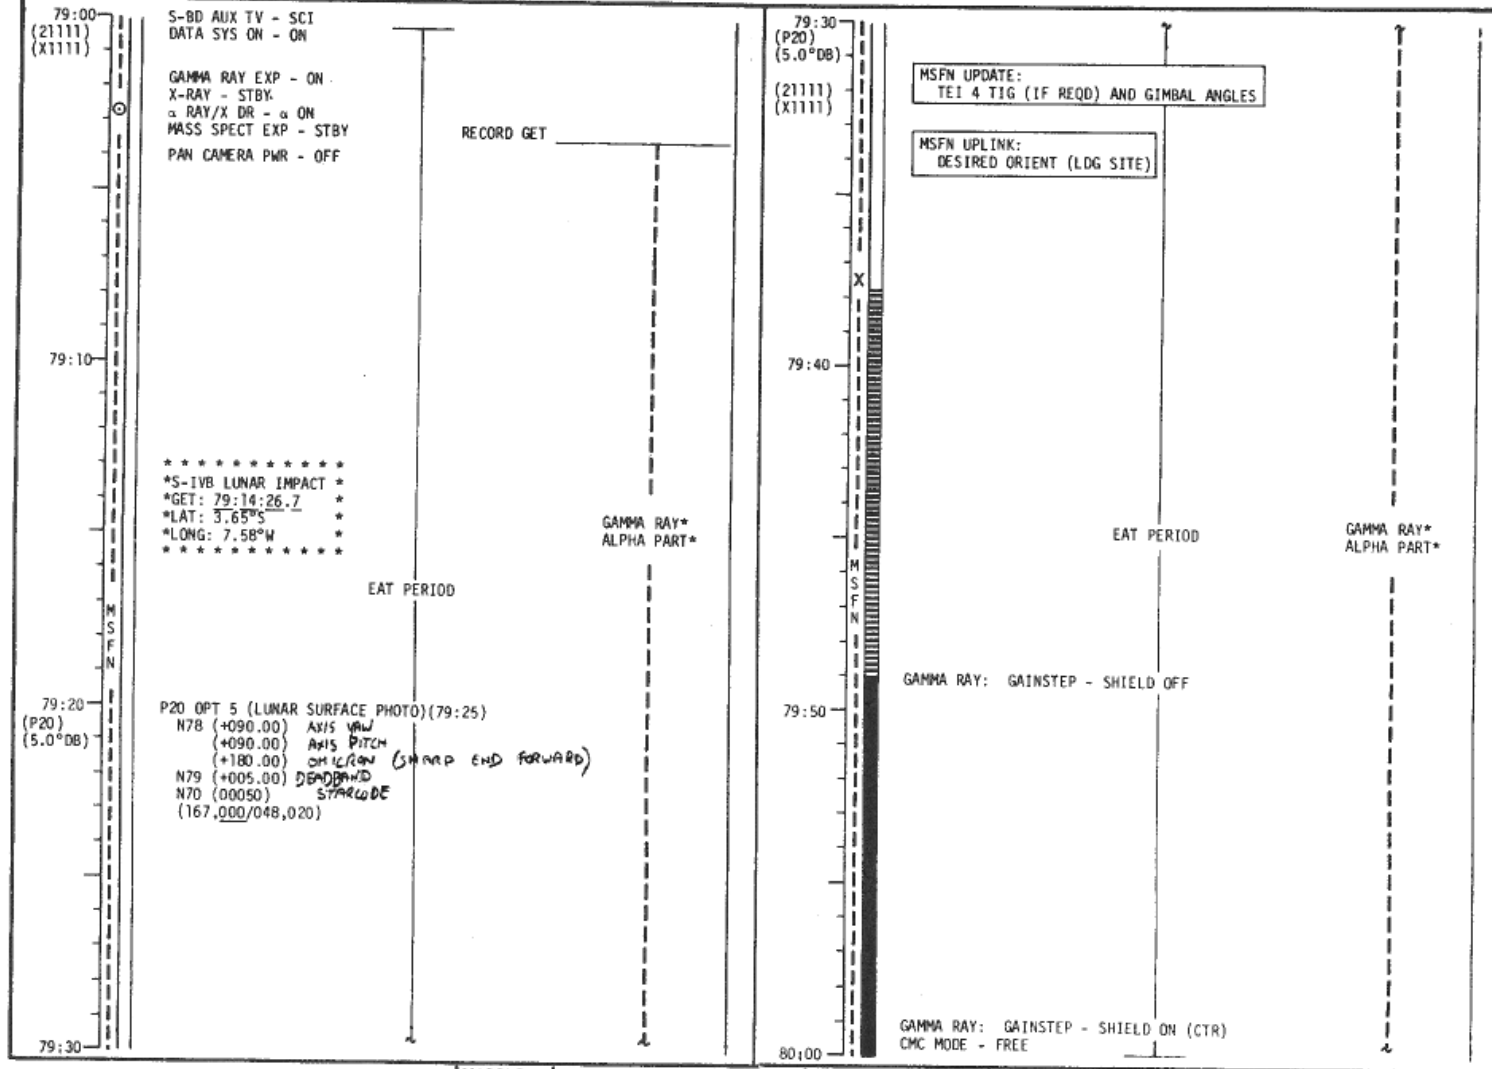 79:00
(21111)
(X1111)
S-BD AUX TV - SCI
DATA SYS ON - ON
GAMMA RAY EXP - ON
X-RAY - STBY
α RAY/X DR - α ON
MASS SPECT EXP - STBY
PAN CAMERA PWR - OFF
RECORD GET
79:10
* * * * * * * * * * *
*S-IVB LUNAR IMPACT *
*GET: 79:14:26.7 *
*LAT: 3.65°S *
*LONG: 7.58°W *
* * * * * * * * * * *
GAMMA RAY*
ALPHA PART*
EAT PERIOD
MSFN
79:20
(P20)
(5.0°DB)
P20 OPT 5 (LUNAR SURFACE PHOTO)(79:25)
N78 (+090.00) AXIS YAW
(+090.00) AXIS PITCH
(+180.00) OMICRON (SHARP END FORWARD)
N79 (+005.00) DEADBAND
N70 (00050) STARCODE
(167,000/048,020)
79:30
79:30
(P20)
(5.0°DB)
(21111)
(X1111)
MSFN UPDATE:
TEI 4 TIG (IF REQD) AND GIMBAL ANGLES
MSFN UPLINK:
DESIRED ORIENT (LDG SITE)
X
79:40
EAT PERIOD
GAMMA RAY*
ALPHA PART*
MSFN
GAMMA RAY: GAINSTEP - SHIELD OFF
79:50
GAMMA RAY: GAINSTEP - SHIELD ON (CTR)
CMC MODE - FREE
80:00